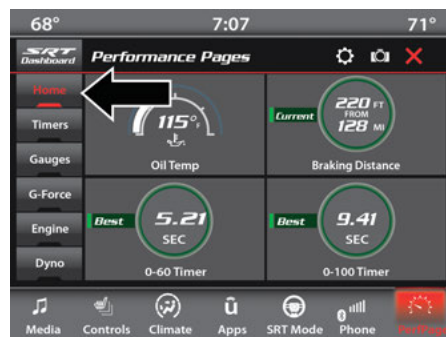 68° 7:07 71°
SRT
Dashboard
Performance Pages
Home
Timers
Gauges
G-Force
Engine
Dyno
115°F
Oil Temp
Current
220 FT
FROM
128 MI
Braking Distance
Best
5.21
SEC
0-60 Timer
Best
9.41
SEC
0-100 Timer
Media Controls Climate Apps SRT Mode Phone